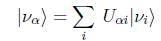 |ν_α⟩ = ∑_i U_{αi}|ν_i⟩